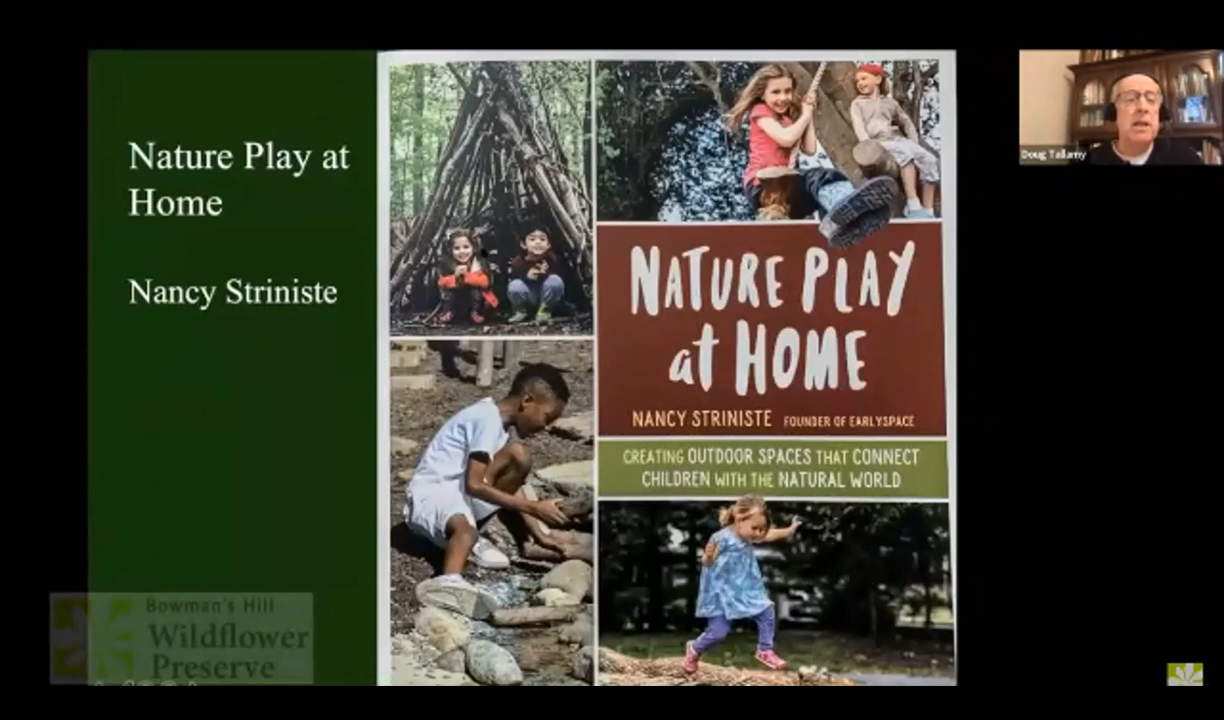 Nature Play at
Home
Nancy Striniste
NATURE PLAY
at HOME
NANCY STRINISTE FOUNDER OF EARLYSPACE
CREATING OUTDOOR SPACES THAT CONNECT
CHILDREN WITH THE NATURAL WORLD
Doug Tallamy
Bowman's Hill
Wildflower
Preserve